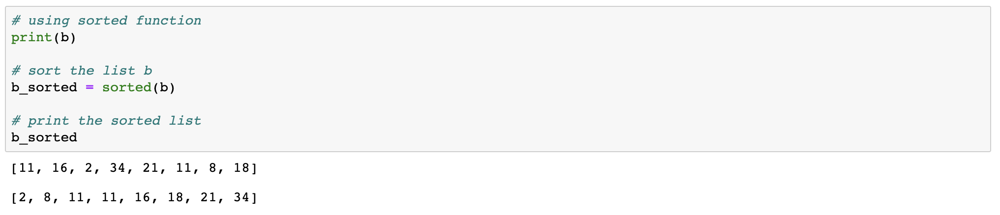 # using sorted function
print(b)
# sort the list b
b_sorted = sorted(b)
# print the sorted list
b_sorted
[11, 16, 2, 34, 21, 11, 8, 18]
[2, 8, 11, 11, 16, 18, 21, 34]